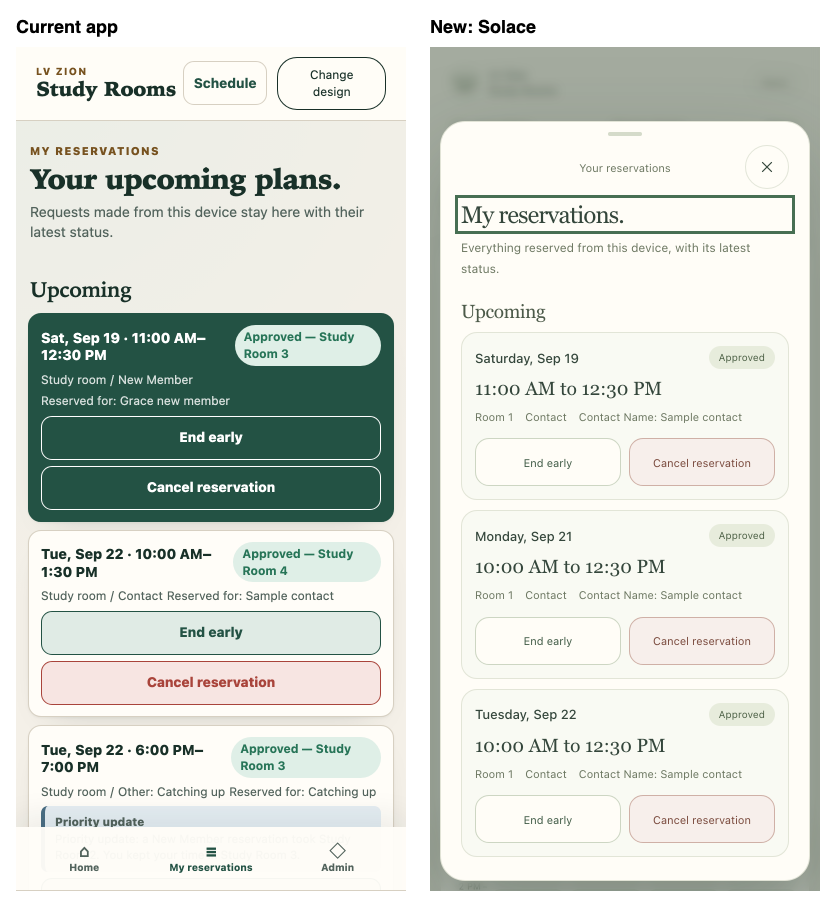 Current app
LV ZION
Study Rooms
Schedule
Change
design
MY RESERVATIONS
Your upcoming plans.
Requests made from this device stay here with their
latest status.
Upcoming
Sat, Sep 19 · 11:00 AM–
12:30 PM
Approved — Study
Room 3
Study room / New Member
Reserved for: Grace new member
End early
Cancel reservation
Tue, Sep 22 · 10:00 AM–
1:30 PM
Approved — Study
Room 4
Study room / Contact Reserved for: Sample contact
End early
Cancel reservation
Tue, Sep 22 · 6:00 PM–
7:00 PM
Approved — Study
Room 3
Study room / Other: Catching up Reserved for: Catching up
Priority update
Home
My reservations
Admin
New: Solace
Your reservations
My reservations.
Everything reserved from this device, with its latest
status.
Upcoming
Saturday, Sep 19
Approved
11:00 AM to 12:30 PM
Room 1 Contact Contact Name: Sample contact
End early
Cancel reservation
Monday, Sep 21
Approved
10:00 AM to 12:30 PM
Room 1 Contact Contact Name: Sample contact
End early
Cancel reservation
Tuesday, Sep 22
Approved
10:00 AM to 12:30 PM
Room 1 Contact Contact Name: Sample contact
End early
Cancel reservation